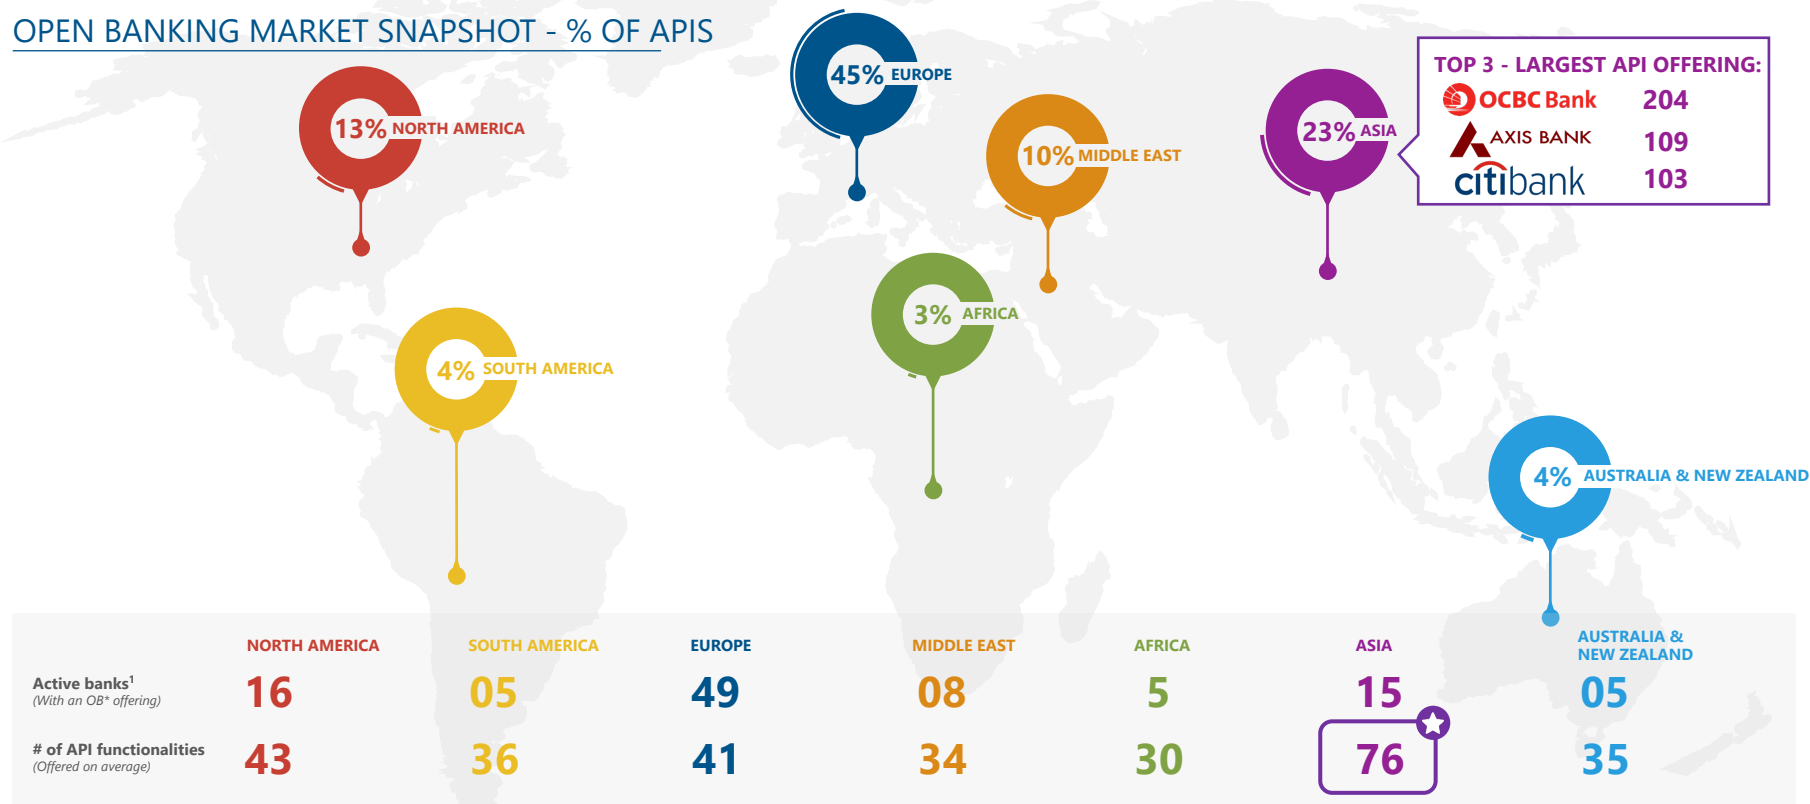 OPEN BANKING MARKET SNAPSHOT - % OF APIS
13% NORTH AMERICA
45% EUROPE
10% MIDDLE EAST
23% ASIA
TOP 3 - LARGEST API OFFERING:
OCBC Bank 204
AXIS BANK 109
citibank 103
3% AFRICA
4% SOUTH AMERICA
4% AUSTRALIA & NEW ZEALAND
NORTH AMERICA SOUTH AMERICA EUROPE MIDDLE EAST AFRICA ASIA AUSTRALIA &
NEW ZEALAND
Active banks¹ 16 05 49 08 5 15 05
(With an OB* offering)
# of API functionalities 43 36 41 34 30 76 35
(Offered on average)